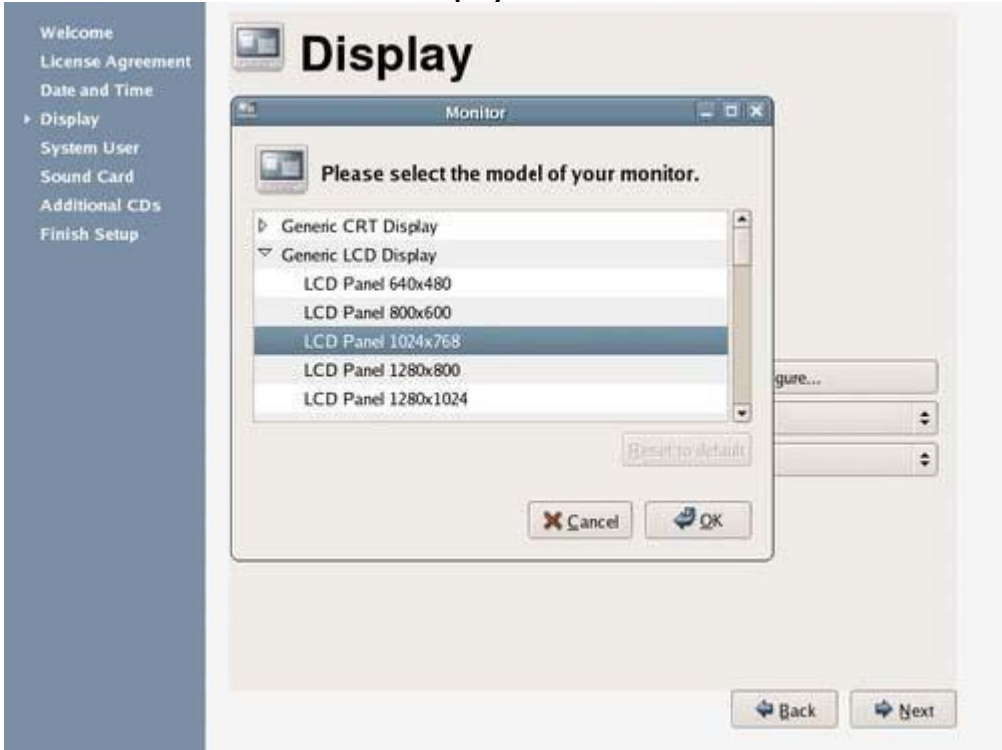 Welcome
License Agreement
Date and Time
Display
System User
Sound Card
Additional CDs
Finish Setup
Display
Monitor
Please select the model of your monitor.
Generic CRT Display
Generic LCD Display
LCD Panel 640x480
LCD Panel 800x600
LCD Panel 1024x768
LCD Panel 1280x800
LCD Panel 1280x1024
gure...
Reset to default
Cancel
OK
Back
Next